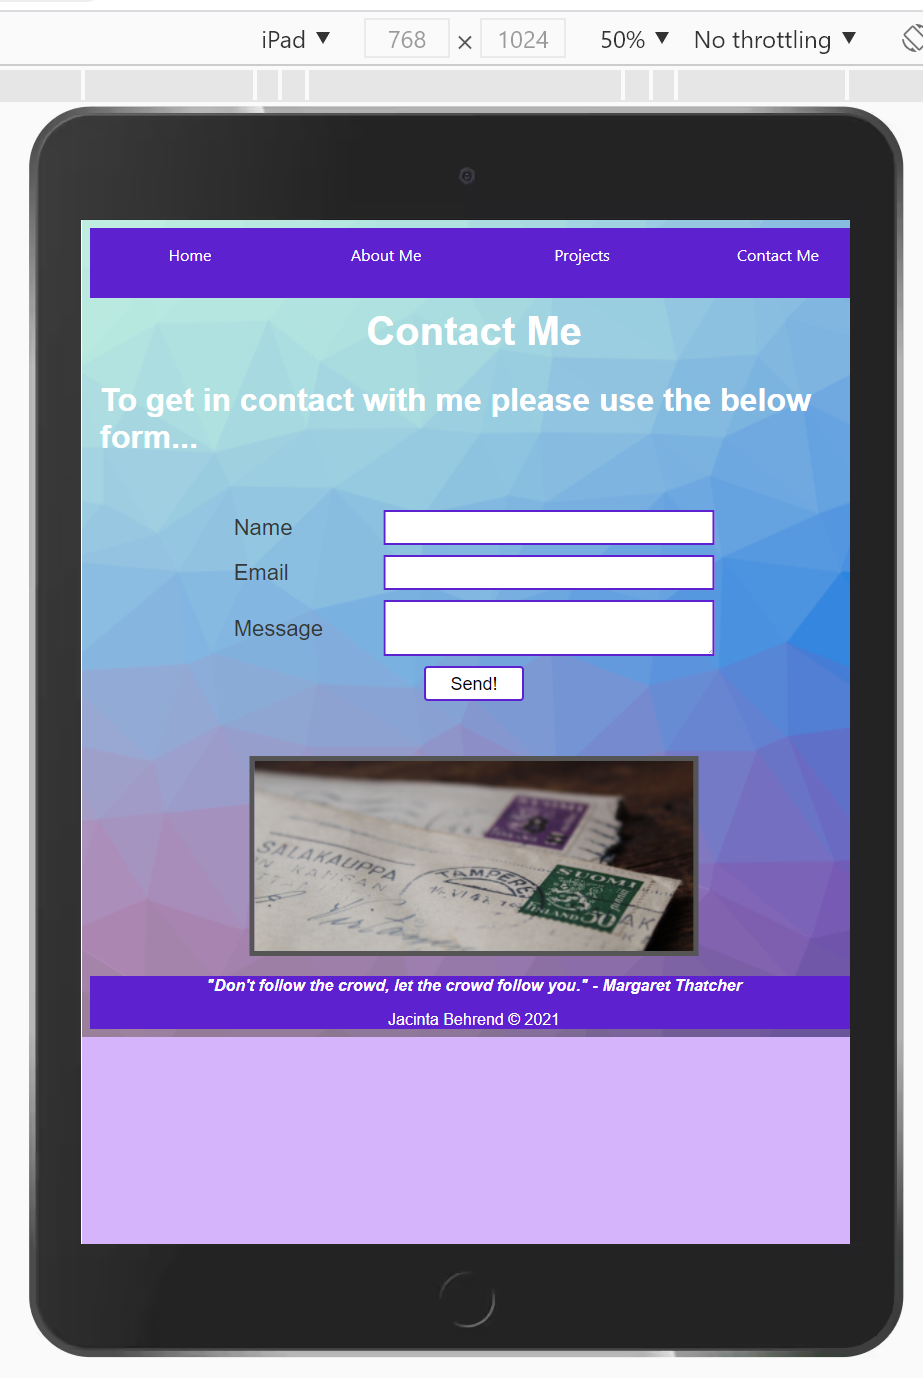 iPad 768 × 1024 50% No throttling
Home About Me Projects Contact Me
Contact Me
To get in contact with me please use the below
form...
Name
Email
Message
Send!
SALAKAUPPA
TAMPERE
SUOMI
FINLAND 50
"Don't follow the crowd, let the crowd follow you." - Margaret Thatcher
Jacinta Behrend © 2021